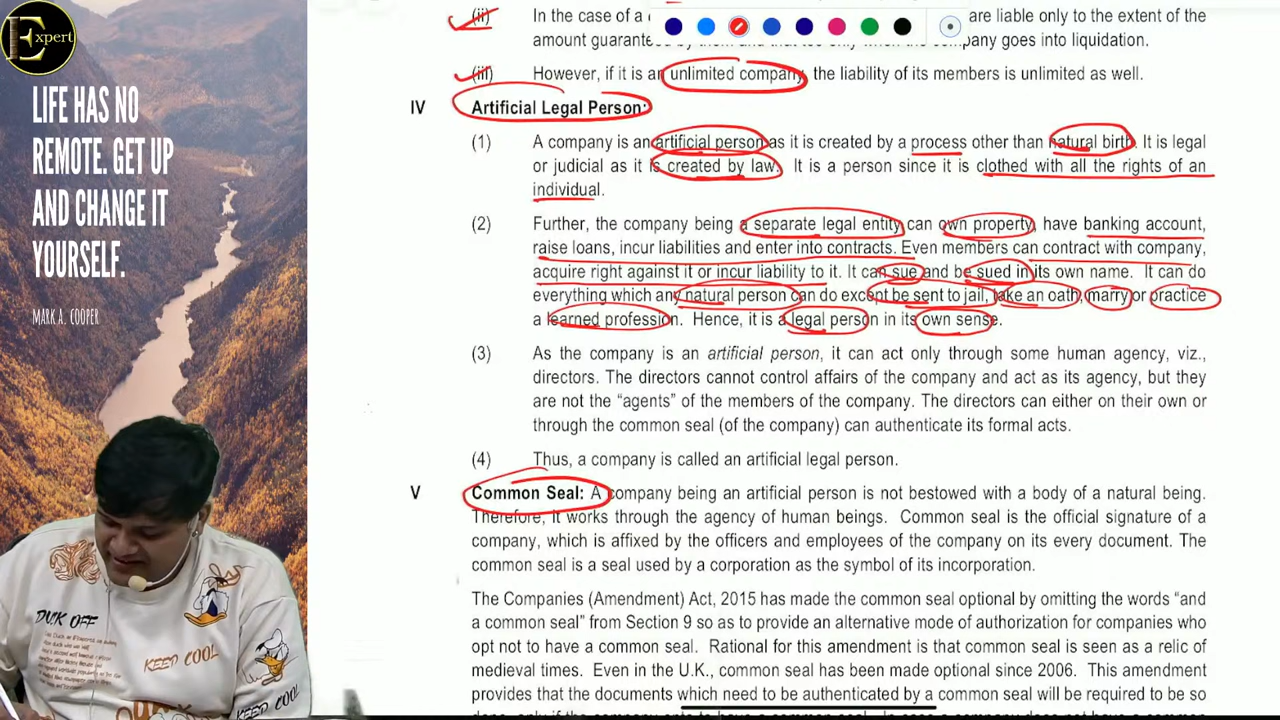 Expert
LIFE HAS NO
REMOTE. GET UP
AND CHANGE IT
YOURSELF.
MARK A. COOPER
DUCK OFF
KEEP COOL
KEEP COOL
(ii) In the case of a are liable only to the extent of the
amount guaranteed by them and that too only when the company goes into liquidation.
(iii) However, if it is an unlimited company, the liability of its members is unlimited as well.
IV Artificial Legal Person:
(1) A company is an artificial person as it is created by a process other than natural birth. It is legal
or judicial as it is created by law. It is a person since it is clothed with all the rights of an
individual.
(2) Further, the company being a separate legal entity can own property, have banking account,
raise loans, incur liabilities and enter into contracts. Even members can contract with company,
acquire right against it or incur liability to it. It can sue and be sued in its own name. It can do
everything which any natural person can do except be sent to jail, take an oath, marry or practice
a learned profession. Hence, it is a legal person in its own sense.
(3) As the company is an artificial person, it can act only through some human agency, viz.,
directors. The directors cannot control affairs of the company and act as its agency, but they
are not the “agents” of the members of the company. The directors can either on their own or
through the common seal (of the company) can authenticate its formal acts.
(4) Thus, a company is called an artificial legal person.
V Common Seal: A company being an artificial person is not bestowed with a body of a natural being.
Therefore, it works through the agency of human beings. Common seal is the official signature of a
company, which is affixed by the officers and employees of the company on its every document. The
common seal is a seal used by a corporation as the symbol of its incorporation.
The Companies (Amendment) Act, 2015 has made the common seal optional by omitting the words “and
a common seal” from Section 9 so as to provide an alternative mode of authorization for companies who
opt not to have a common seal. Rational for this amendment is that common seal is seen as a relic of
medieval times. Even in the U.K., common seal has been made optional since 2006. This amendment
provides that the documents which need to be authenticated by a common seal will be required to be so